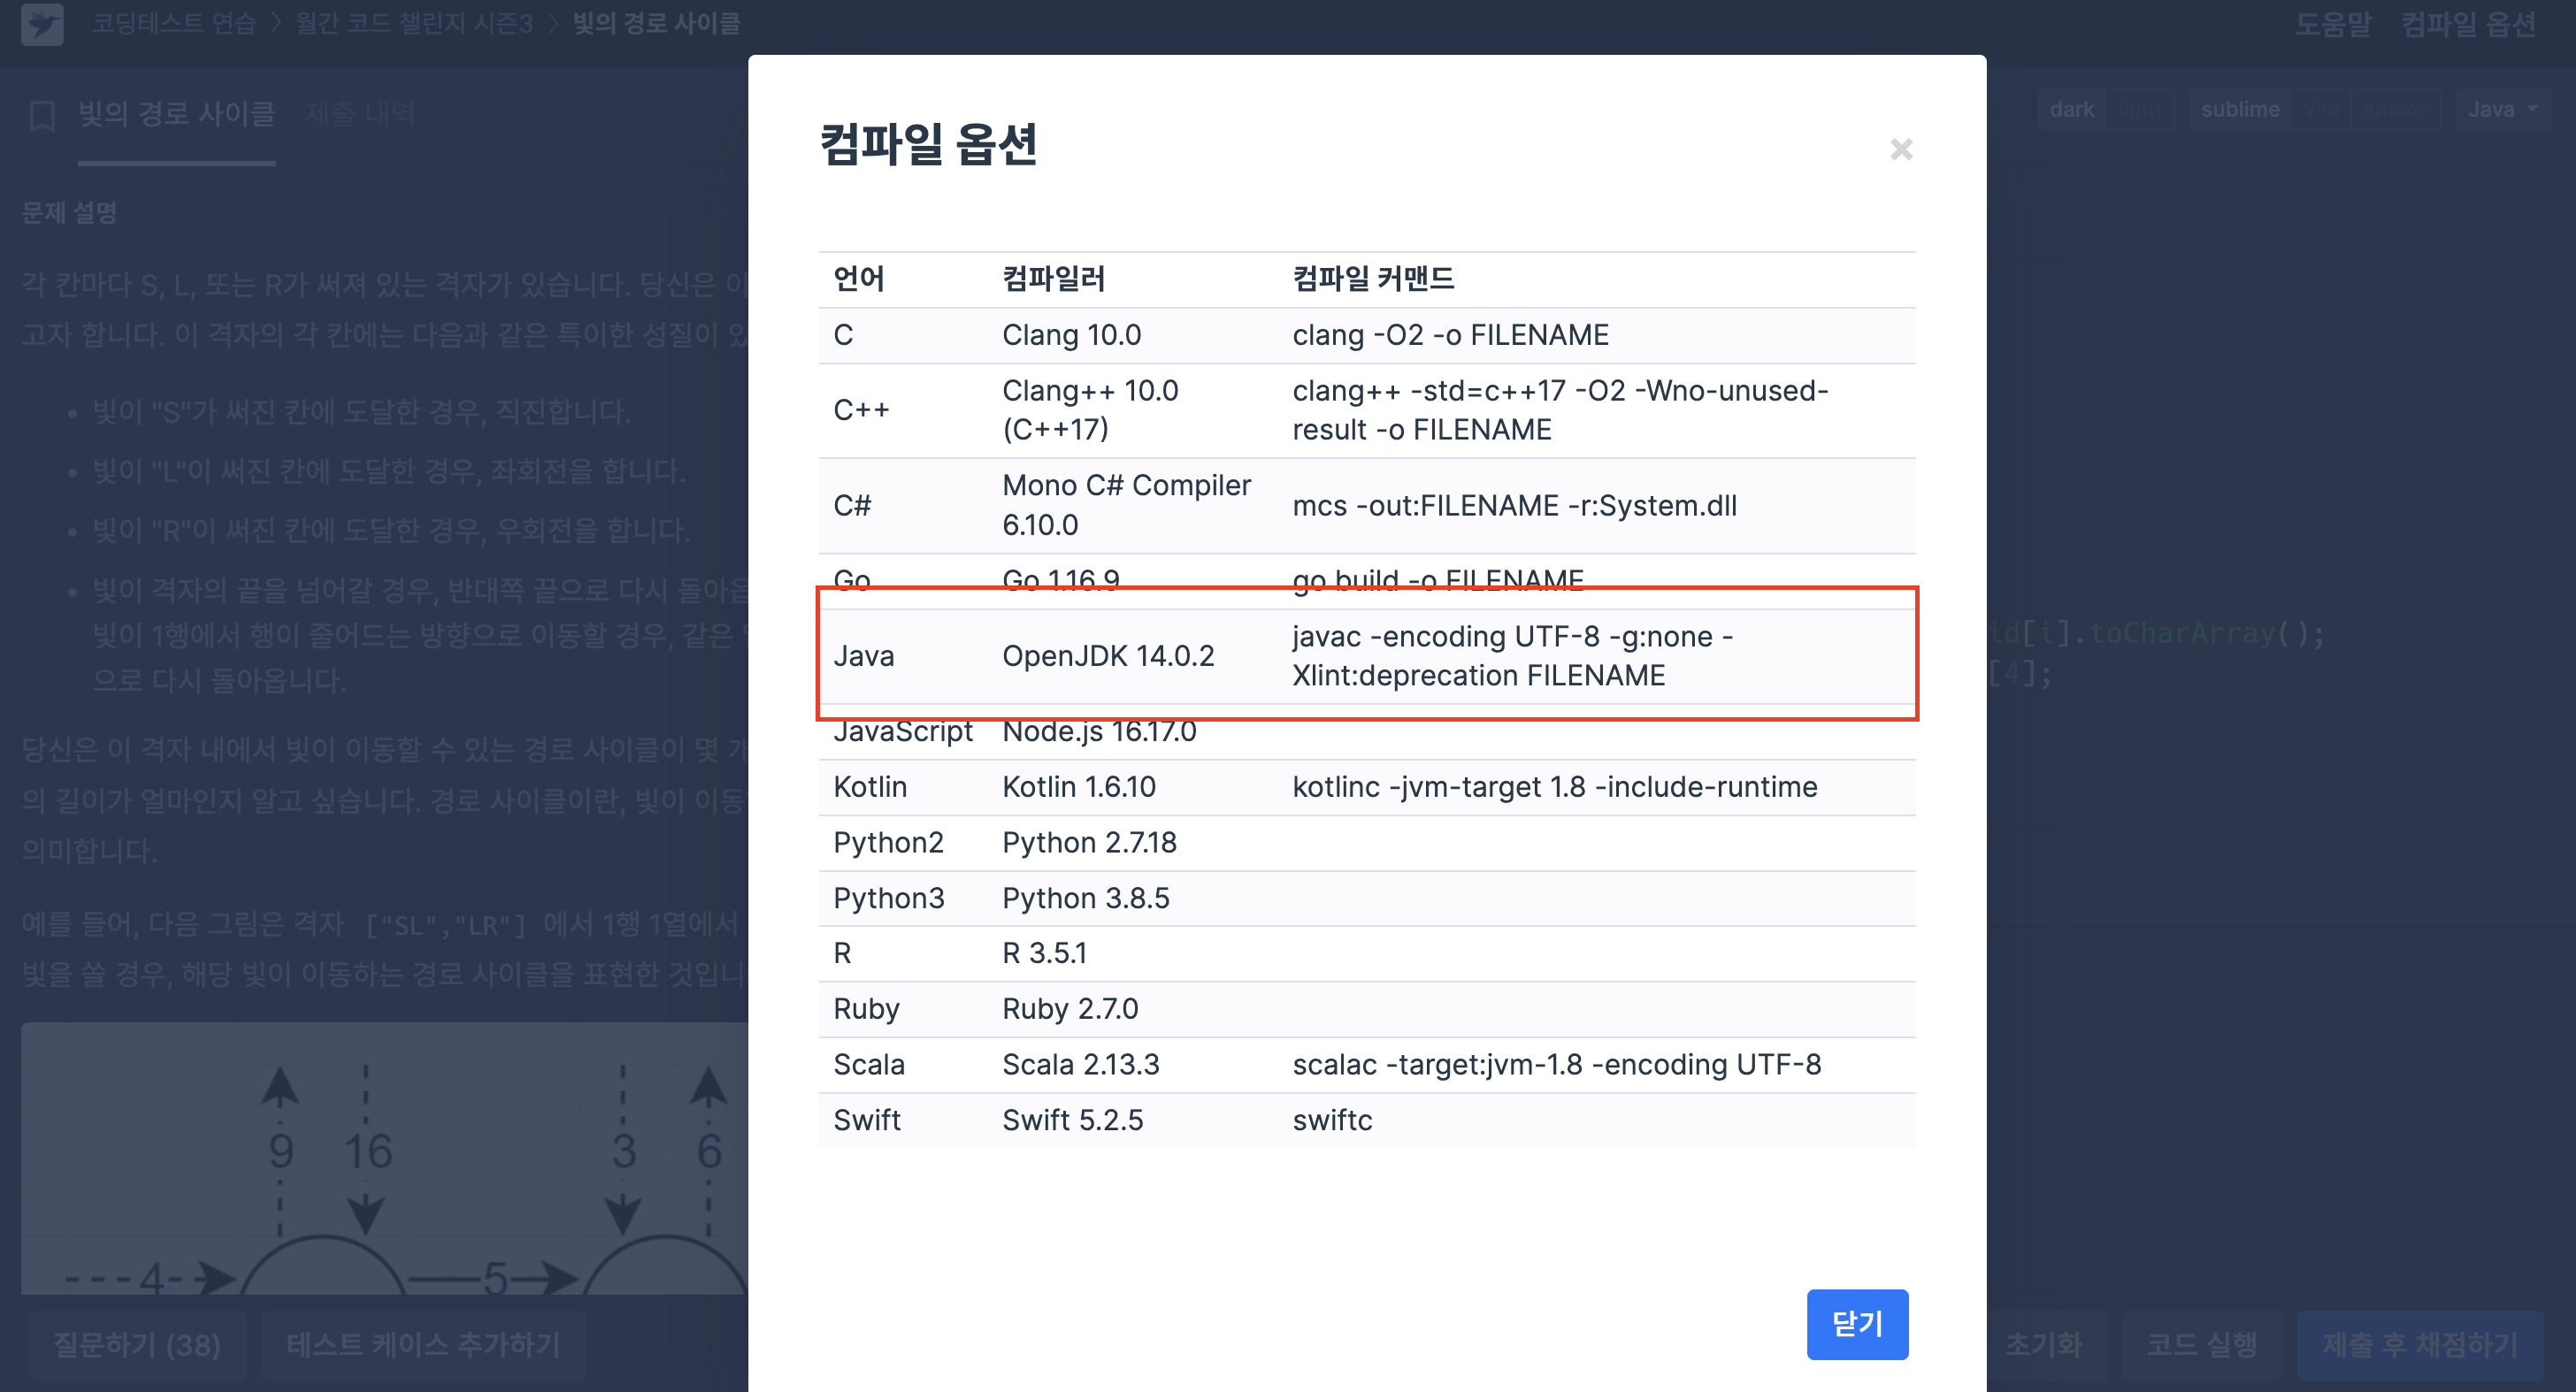 코딩테스트 연습 > 월간 코드 챌린지 시즌3 > 빛의 경로 사이클
도움말 컴파일 옵션
빛의 경로 사이클 제출 내역
dark light sublime vim emacs Java
문제 설명
각 칸마다 S, L, 또는 R가 써져 있는 격자가 있습니다. 당신은 이
고자 합니다. 이 격자의 각 칸에는 다음과 같은 특이한 성질이 있
• 빛이 "S"가 써진 칸에 도달한 경우, 직진합니다.
• 빛이 "L"이 써진 칸에 도달한 경우, 좌회전을 합니다.
• 빛이 "R"이 써진 칸에 도달한 경우, 우회전을 합니다.
• 빛이 격자의 끝을 넘어갈 경우, 반대쪽 끝으로 다시 돌아옵
빛이 1행에서 행이 줄어드는 방향으로 이동할 경우, 같은
으로 다시 돌아옵니다.
당신은 이 격자 내에서 빛이 이동할 수 있는 경로 사이클이 몇
의 길이가 얼마인지 알고 싶습니다. 경로 사이클이란, 빛이 이동
의미합니다.
예를 들어, 다음 그림은 격자 ["SL","LR"] 에서 1행 1열에서
빛을 쏠 경우, 해당 빛이 이동하는 경로 사이클을 표현한 것입니
9 16 3 6
4 5
질문하기 (38) 테스트 케이스 추가하기
컴파일 옵션 ×
언어 컴파일러 컴파일 커맨드
C Clang 10.0 clang -O2 -o FILENAME
C++ Clang++ 10.0 (C++17) clang++ -std=c++17 -O2 -Wno-unused-
result -o FILENAME
C# Mono C# Compiler 6.10.0 mcs -out:FILENAME -r:System.dll
Go Go 1.16.9 go build -o FILENAME
Java OpenJDK 14.0.2 javac -encoding UTF-8 -g:none -
Xlint:deprecation FILENAME
JavaScript Node.js 16.17.0
Kotlin Kotlin 1.6.10 kotlinc -jvm-target 1.8 -include-runtime
Python2 Python 2.7.18
Python3 Python 3.8.5
R R 3.5.1
Ruby Ruby 2.7.0
Scala Scala 2.13.3 scalac -target:jvm-1.8 -encoding UTF-8
Swift Swift 5.2.5 swiftc
닫기
id[i].toCharArray();
[4];
초기화 코드 실행 제출 후 채점하기